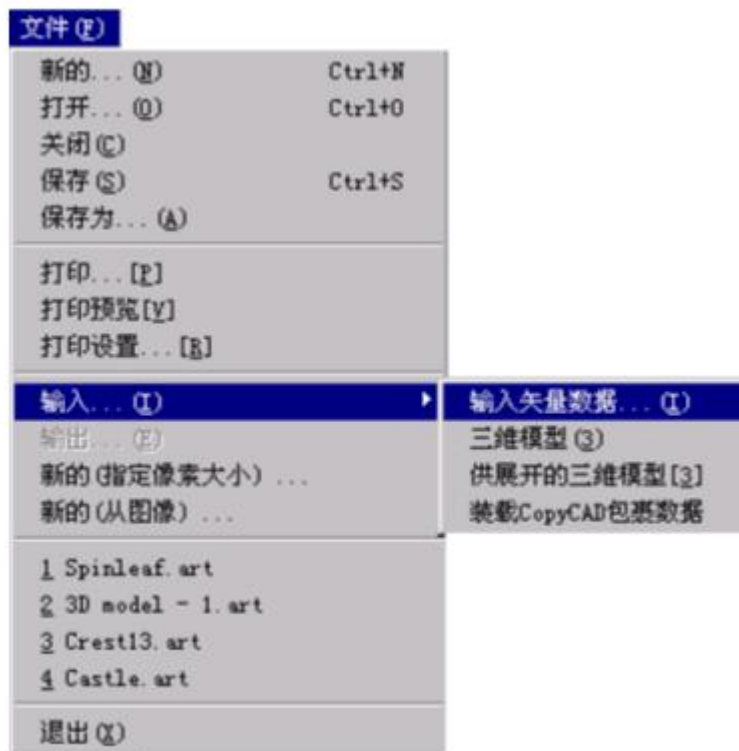 文件(F)
新的...(N) Ctrl+N
打开...(O) Ctrl+O
关闭(C)
保存(S) Ctrl+S
保存为...(A)
打印...[P]
打印预览[V]
打印设置...[R]
输入...(I)
输入矢量数据...(I)
输出...(E)
三维模型(3)
新的(指定像素大小)...
供展开的三维模型[3]
新的(从图像)...
装载CopyCAD包裹数据
1 Spinleaf.art
2 3D model - 1.art
3 Crest13.art
4 Castle.art
退出(X)